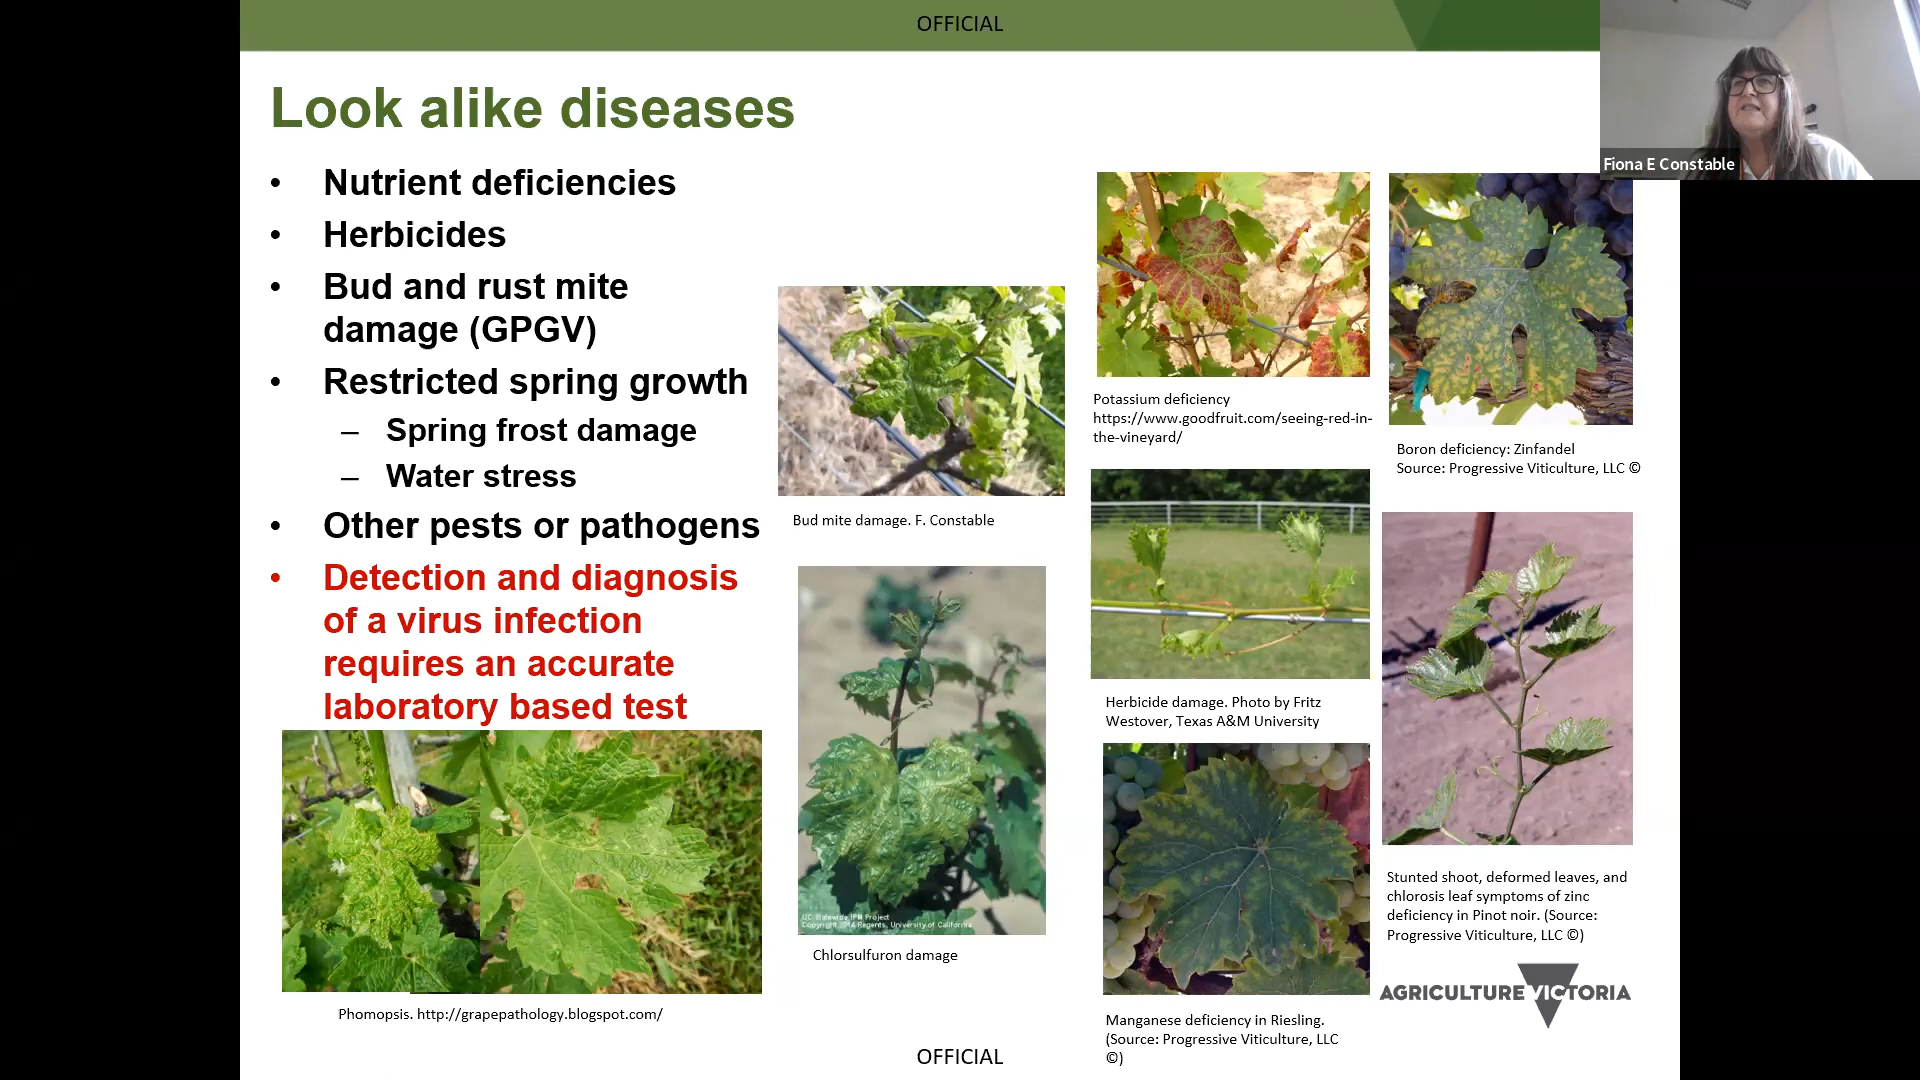 OFFICIAL
Fiona E Constable
Look alike diseases
• Nutrient deficiencies
• Herbicides
• Bud and rust mite
damage (GPGV)
• Restricted spring growth
– Spring frost damage
– Water stress
• Other pests or pathogens
• Detection and diagnosis
of a virus infection
requires an accurate
laboratory based test
Phomopsis. http://grapepathology.blogspot.com/
Bud mite damage. F. Constable
UC Statewide IPM Project
Chlorsulfuron damage
Potassium deficiency
https://www.goodfruit.com/seeing-red-in-
the-vineyard/
Herbicide damage. Photo by Fritz
Westover, Texas A&M University
Manganese deficiency in Riesling.
(Source: Progressive Viticulture, LLC
©)
Boron deficiency: Zinfandel
Source: Progressive Viticulture, LLC ©
Stunted shoot, deformed leaves, and
chlorosis leaf symptoms of zinc
deficiency in Pinot noir. (Source:
Progressive Viticulture, LLC ©)
AGRICULTURE VICTORIA
OFFICIAL